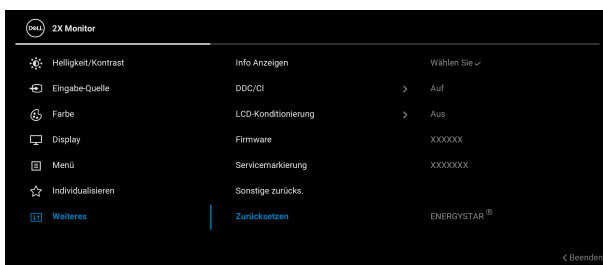 DELL 2X Monitor
Helligkeit/Kontrast Info Anzeigen Wählen Sie
Eingabe-Quelle DDC/CI Auf
Farbe LCD-Konditionierung Aus
Display Firmware XXXXXX
Menü Servicemarkierung XXXXXXX
Individualisieren Sonstige zurücks.
Weiteres Zurücksetzen ENERGYSTAR ®
Beenden